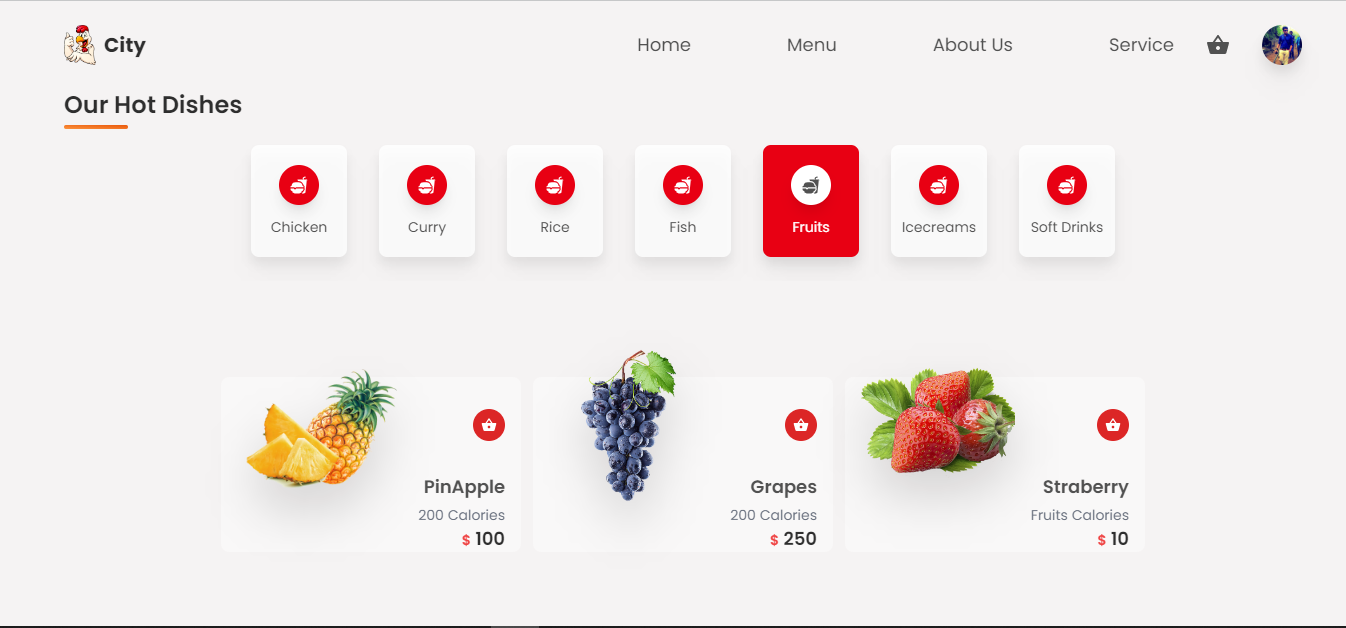 City
Home Menu About Us Service
Our Hot Dishes
Chicken Curry Rice Fish Fruits Icecreams Soft Drinks
PinApple
200 Calories
$ 100
Grapes
200 Calories
$ 250
Straberry
Fruits Calories
$ 10